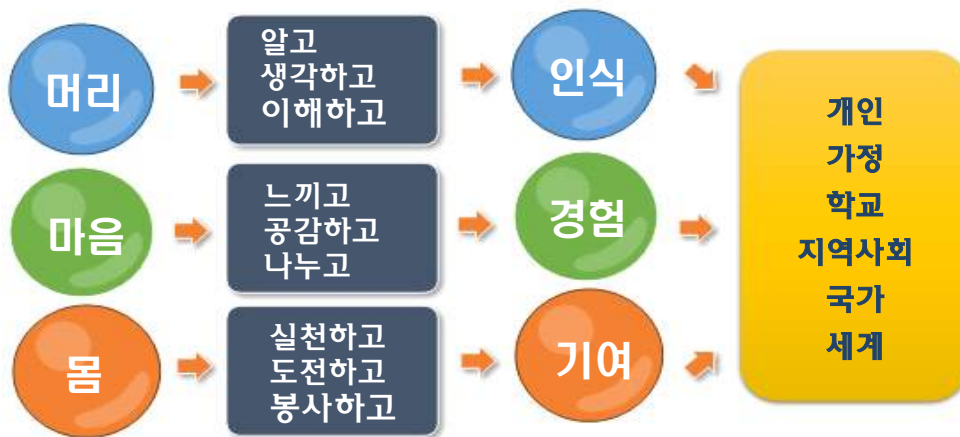 머리
알고
생각하고
이해하고
인식
마음
느끼고
공감하고
나누고
경험
몸
실천하고
도전하고
봉사하고
기여
개인
가정
학교
지역사회
국가
세계